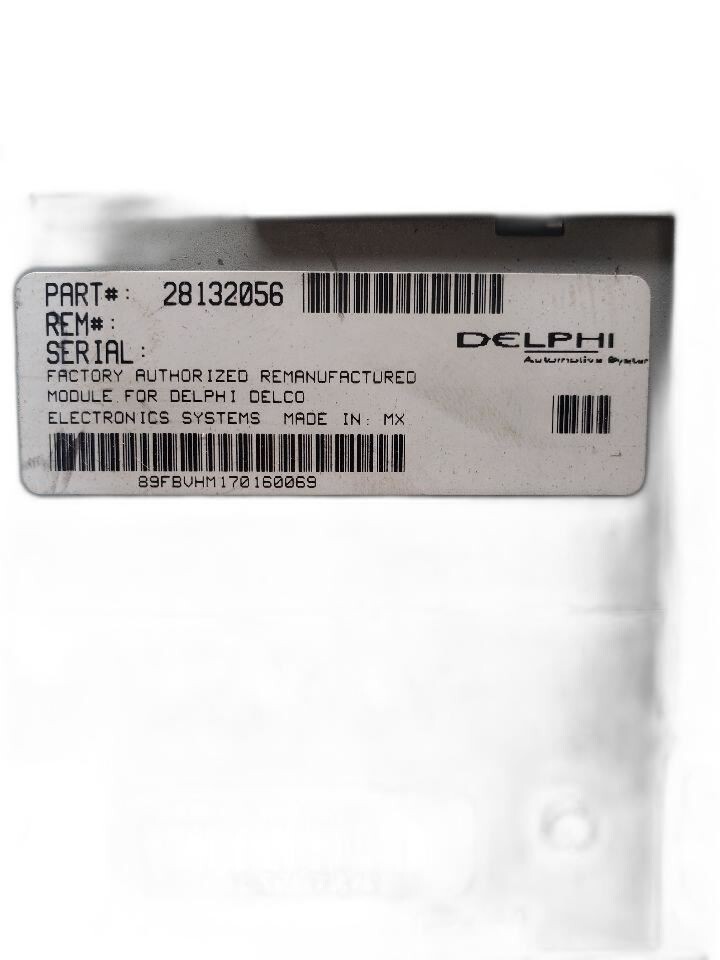 PART#: 28132056
REM#:
SERIAL:
DELPHI
Automotive System
FACTORY AUTHORIZED REMANUFACTURED
MODULE FOR DELPHI DELCO
ELECTRONICS SYSTEMS MADE IN: MX
89FBVHM170160069